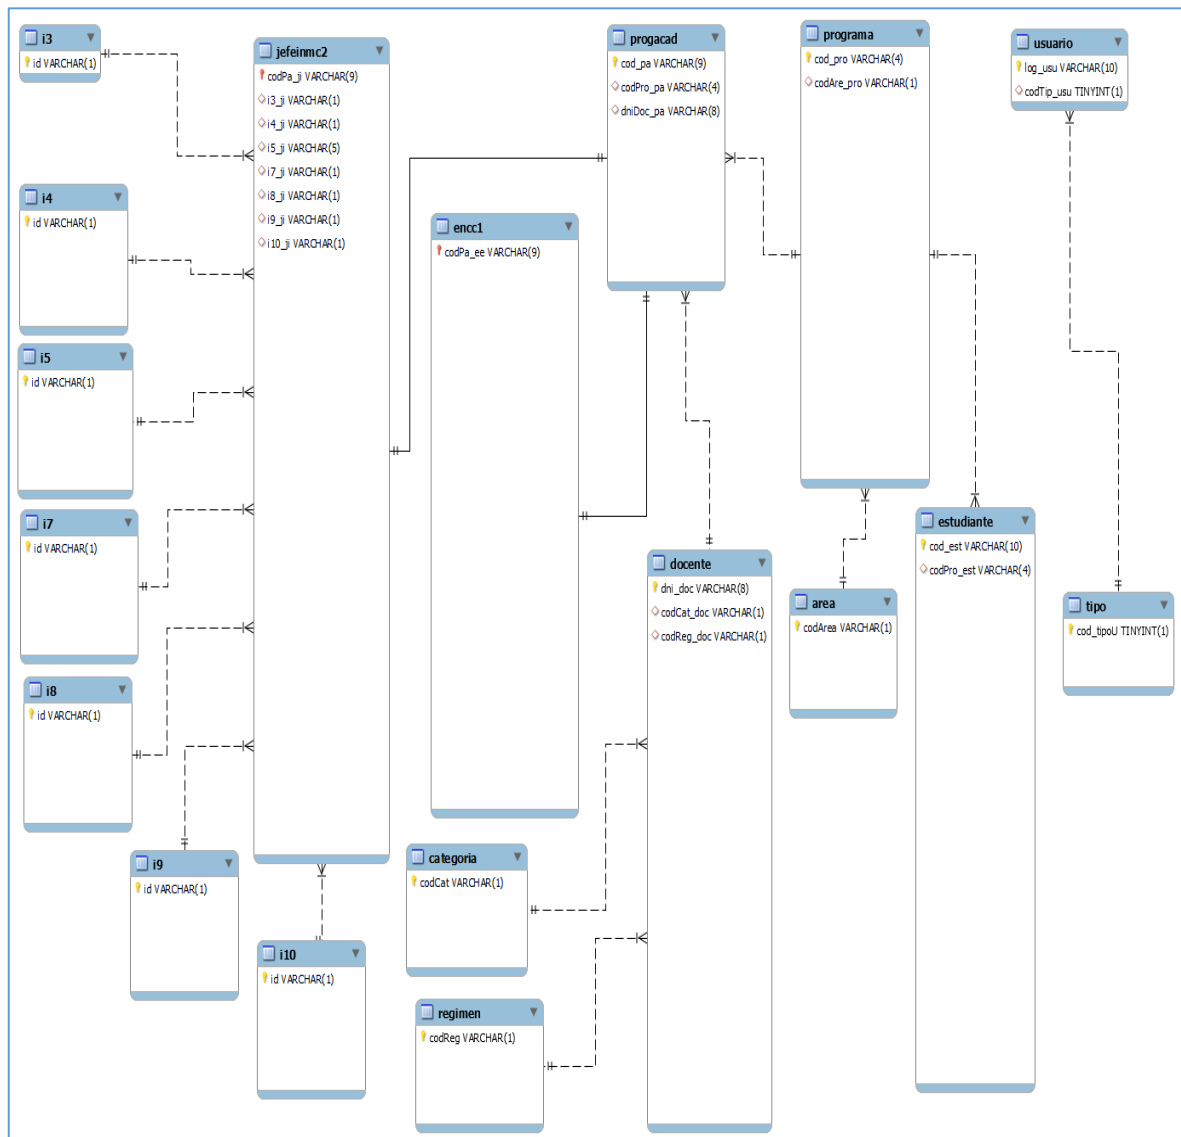 i3
id VARCHAR(1)
jefeinmc2
codPa_ji VARCHAR(9)
i3_ji VARCHAR(1)
i4_ji VARCHAR(1)
i5_ji VARCHAR(5)
i7_ji VARCHAR(1)
i8_ji VARCHAR(1)
i9_ji VARCHAR(1)
i10_ji VARCHAR(1)
progacad
cod_pa VARCHAR(9)
codPro_pa VARCHAR(4)
dniDoc_pa VARCHAR(8)
programa
cod_pro VARCHAR(4)
codAre_pro VARCHAR(1)
usuario
log_usu VARCHAR(10)
codTip_usu TINYINT(1)
i4
id VARCHAR(1)
encc1
codPa_ee VARCHAR(9)
i5
id VARCHAR(1)
i7
id VARCHAR(1)
estudiante
cod_est VARCHAR(10)
codPro_est VARCHAR(4)
docente
dni_doc VARCHAR(8)
codCat_doc VARCHAR(1)
codReg_doc VARCHAR(1)
area
codArea VARCHAR(1)
tipo
cod_tipoU TINYINT(1)
i8
id VARCHAR(1)
i9
id VARCHAR(1)
categoria
codCat VARCHAR(1)
i10
id VARCHAR(1)
regimen
codReg VARCHAR(1)